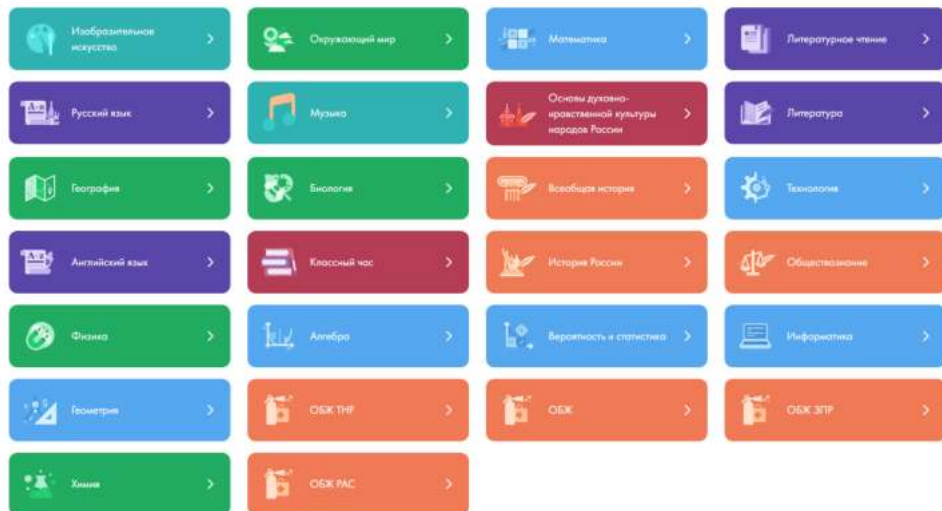 Изобразительное
искусство
Окружающий мир
Математика
Литературное чтение
Русский язык
Музыка
Основы духовно-
нравственной культуры
народов России
Литература
География
Биология
Всеобщая история
Технология
Английский язык
Классный час
История России
Обществознание
Физика
Алгебра
Вероятность и статистика
Информатика
Геометрия
ОБЖ ТНР
ОБЖ
ОБЖ ЗПР
Химия
ОБЖ РАС